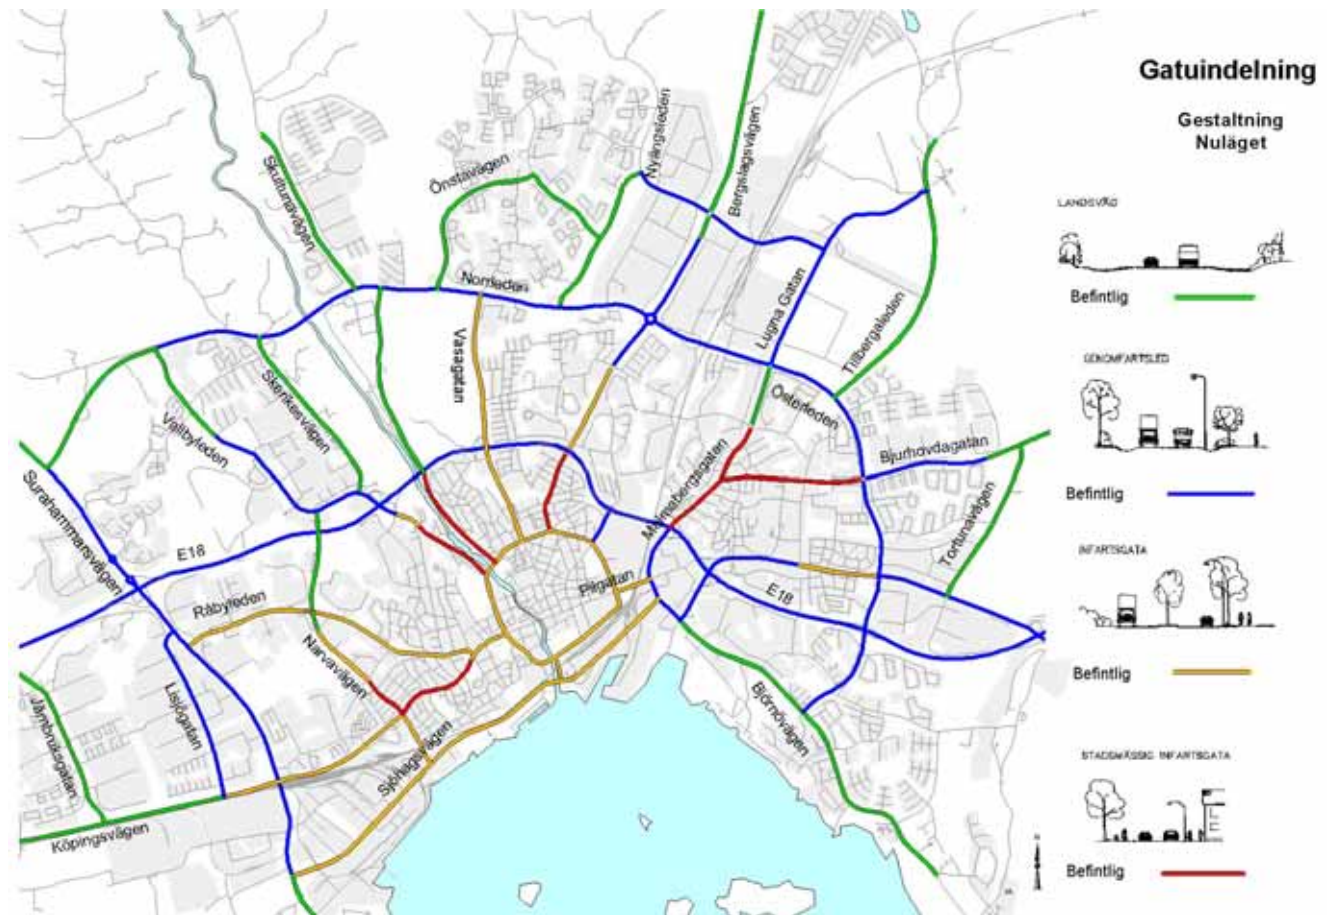 Gatuindelning
Gestaltning
Nuläget
LANDSVÄG
Befintlig
GENOMFARTSLED
Befintlig
INFARTSGATA
Befintlig
STADSMÄSSIG INFARTSGATA
Befintlig
Skultunavägen
Önstavägen
Nyängsleden
Bergslagsvägen
Norrleden
Vasagatan
Lugna Gatan
Tillbergaleden
Österleden
Skerikesvägen
Vallbyleden
Surahammarsvägen
E18
Malmabergsgatan
Bjurhovdagatan
Tortunavägen
Pilgatan
E18
Råbyleden
Narvavägen
Lisjögatan
Sjöhagsvägen
Björnövägen
Köpingsvägen